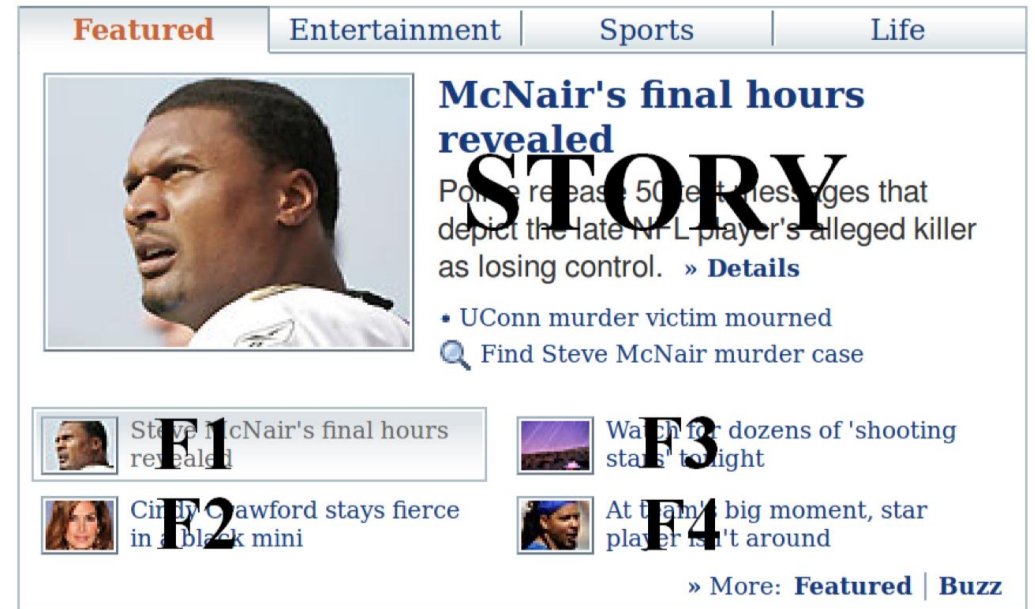 Featured Entertainment Sports Life
McNair's final hours
revealed
STORY
Police release 50 text messages that
depict the late NFL player's alleged killer
as losing control. » Details
• UConn murder victim mourned
Find Steve McNair murder case
Steve McNair's final hours
revealed
F1
Watch for dozens of 'shooting
stars' tonight
F3
Cindy Crawford stays fierce
in a black mini
F2
At team's big moment, star
player isn't around
F4
» More: Featured | Buzz